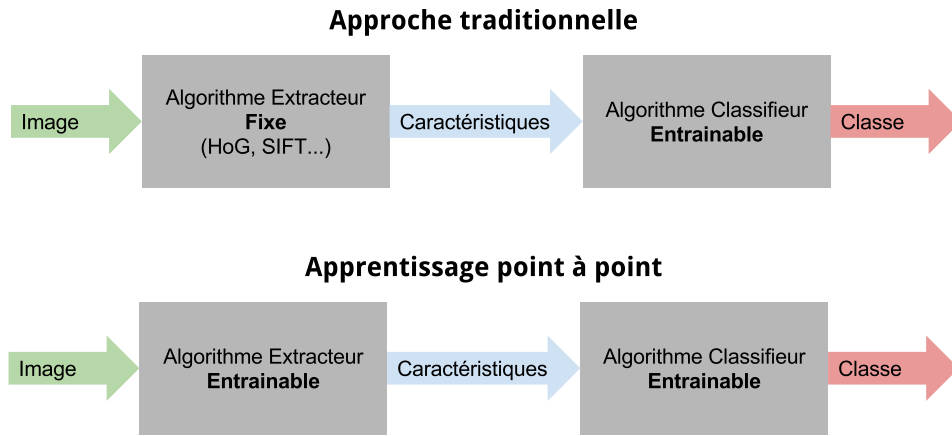 Approche traditionnelle
Image
Algorithme Extracteur
Fixe
(HoG, SIFT...)
Caractéristiques
Algorithme Classifieur
Entrainable
Classe
Apprentissage point à point
Image
Algorithme Extracteur
Entrainable
Caractéristiques
Algorithme Classifieur
Entrainable
Classe